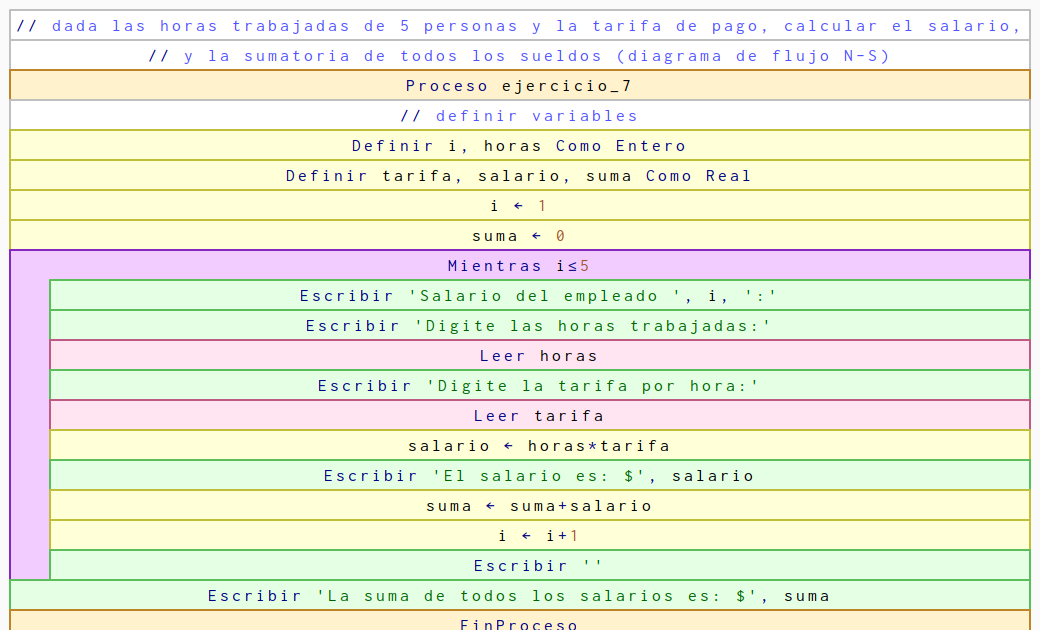 // dada las horas trabajadas de 5 personas y la tarifa de pago, calcular el salario,
// y la sumatoria de todos los sueldos (diagrama de flujo N-S)
Proceso ejercicio_7
// definir variables
Definir i, horas Como Entero
Definir tarifa, salario, suma Como Real
i ← 1
suma ← 0
Mientras i≤5
Escribir 'Salario del empleado ', i, ':'
Escribir 'Digite las horas trabajadas:'
Leer horas
Escribir 'Digite la tarifa por hora:'
Leer tarifa
salario ← horas*tarifa
Escribir 'El salario es: $', salario
suma ← suma+salario
i ← i+1
Escribir ''
Escribir 'La suma de todos los salarios es: $', suma
FinProceso